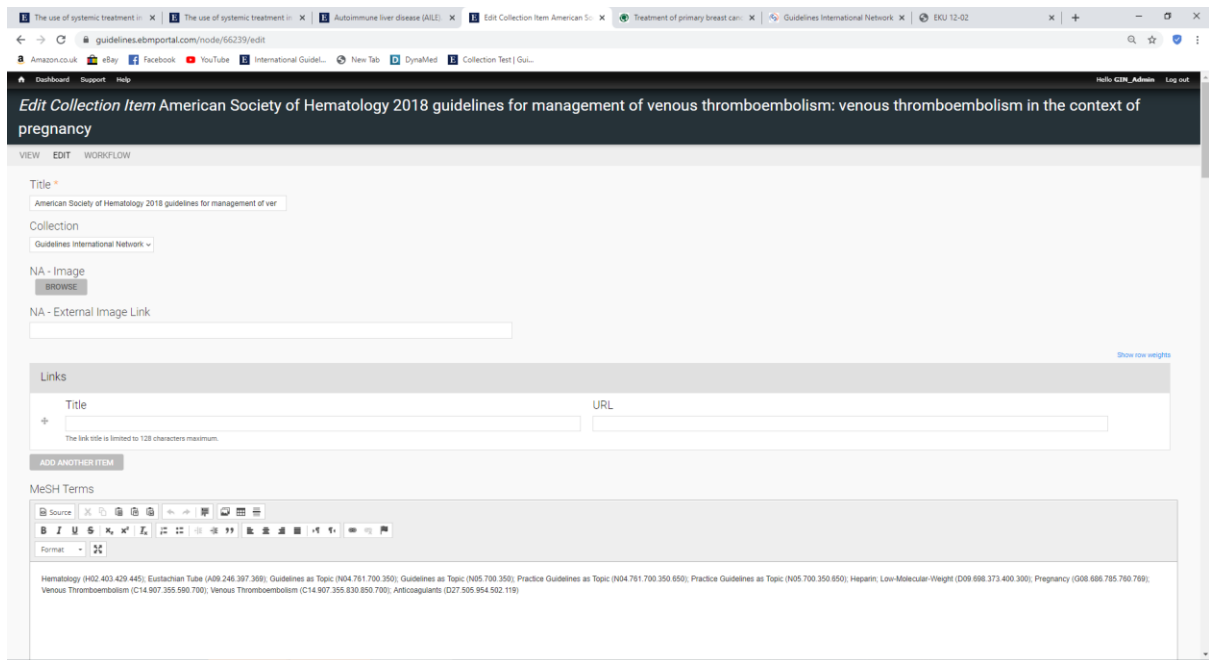 The use of systemic treatment in
The use of systemic treatment in
Autoimmune liver disease (AILE)
Edit Collection Item American So
Treatment of primary breast canc
Guidelines International Network
EKU 12-02
guidelines.ebmportal.com/node/66239/edit
Amazon.co.uk eBay Facebook YouTube International Guidel... New Tab DynaMed Collection Test | Gui...
Dashboard Support Help Hello GIN_Admin Log out
Edit Collection Item American Society of Hematology 2018 guidelines for management of venous thromboembolism: venous thromboembolism in the context of
pregnancy
VIEW EDIT WORKFLOW
Title *
American Society of Hematology 2018 guidelines for management of ver
Collection
Guidelines International Network
NA - Image
BROWSE
NA - External Image Link
Show row weights
Links
Title URL
The link title is limited to 128 characters maximum.
ADD ANOTHER ITEM
MeSH Terms
Source
B I U S x₂ x² Iₓ
Format
Hematology (H02.403.429.445); Eustachian Tube (A09.246.397.369); Guidelines as Topic (N04.761.700.350); Guidelines as Topic (N05.700.350); Practice Guidelines as Topic (N04.761.700.350.650); Practice Guidelines as Topic (N05.700.350.650); Heparin; Low-Molecular-Weight (D09.698.373.400.300); Pregnancy (G08.686.785.760.769);
Venous Thromboembolism (C14.907.355.590.700); Venous Thromboembolism (C14.907.355.830.850.700); Anticoagulants (D27.505.954.502.119)